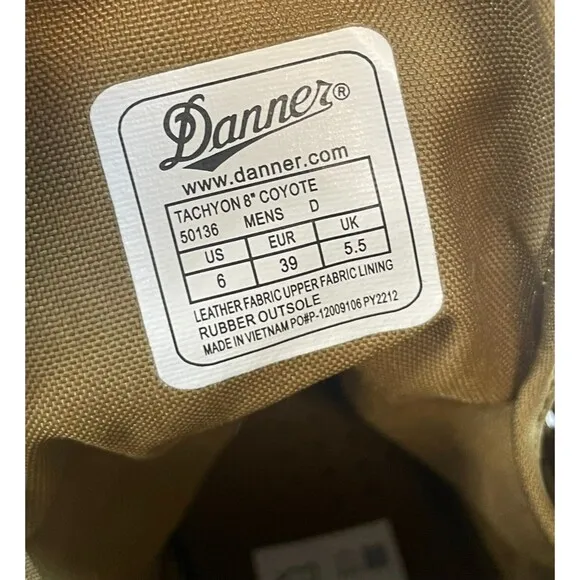 Danner®
www.danner.com
TACHYON 8" COYOTE
50136 MENS D
US EUR UK
6 39 5.5
LEATHER FABRIC UPPER FABRIC LINING
RUBBER OUTSOLE
MADE IN VIETNAM PO#P-12009106 PY2212